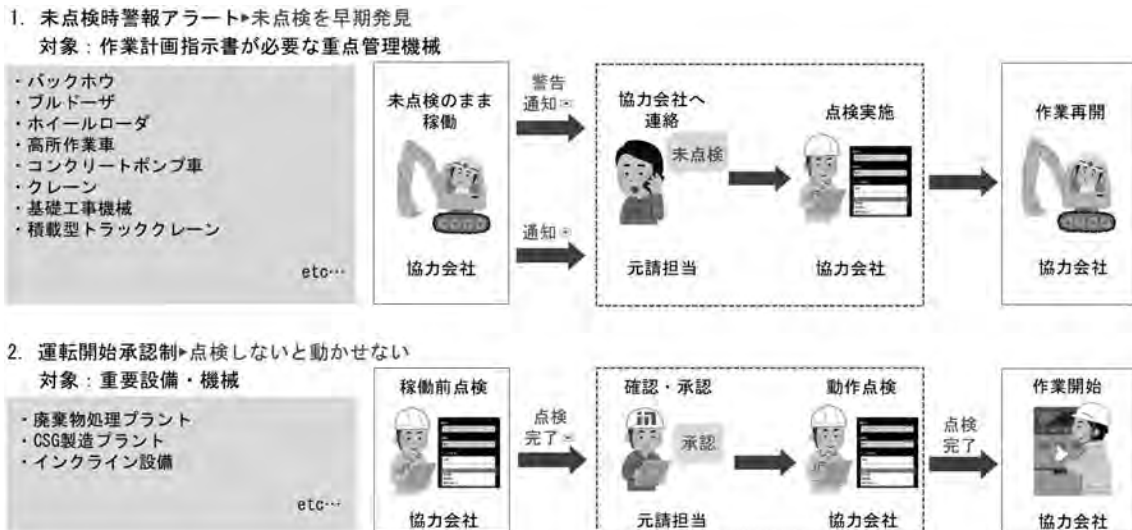 1. 未点検時警報アラート▶未点検を早期発見
対象：作業計画指示書が必要な重点管理機械
・バックホウ
・ブルドーザ
・ホイールローダ
・高所作業車
・コンクリートポンプ車
・クレーン
・基礎工事機械
・積載型トラッククレーン
etc…
未点検のまま
稼働
協力会社
警告
通知
通知
協力会社へ
連絡
未点検
元請担当
点検実施
協力会社
作業再開
協力会社
2. 運転開始承認制▶点検しないと動かせない
対象：重要設備・機械
・廃棄物処理プラント
・CSG製造プラント
・インクライン設備
etc…
稼働前点検
協力会社
点検
完了
確認・承認
承認
元請担当
動作点検
協力会社
点検
完了
作業開始
協力会社